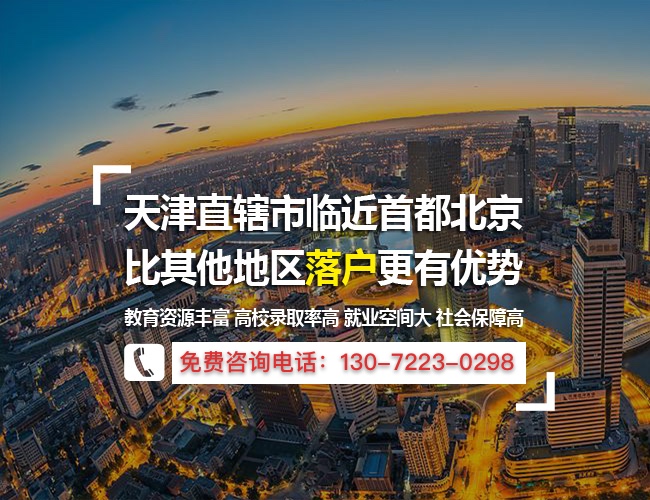 天津直辖市临近首都北京
比其他地区落户更有优势
教育资源丰富 高校录取率高 就业空间大 社会保障高
免费咨询电话：130-7223-0298